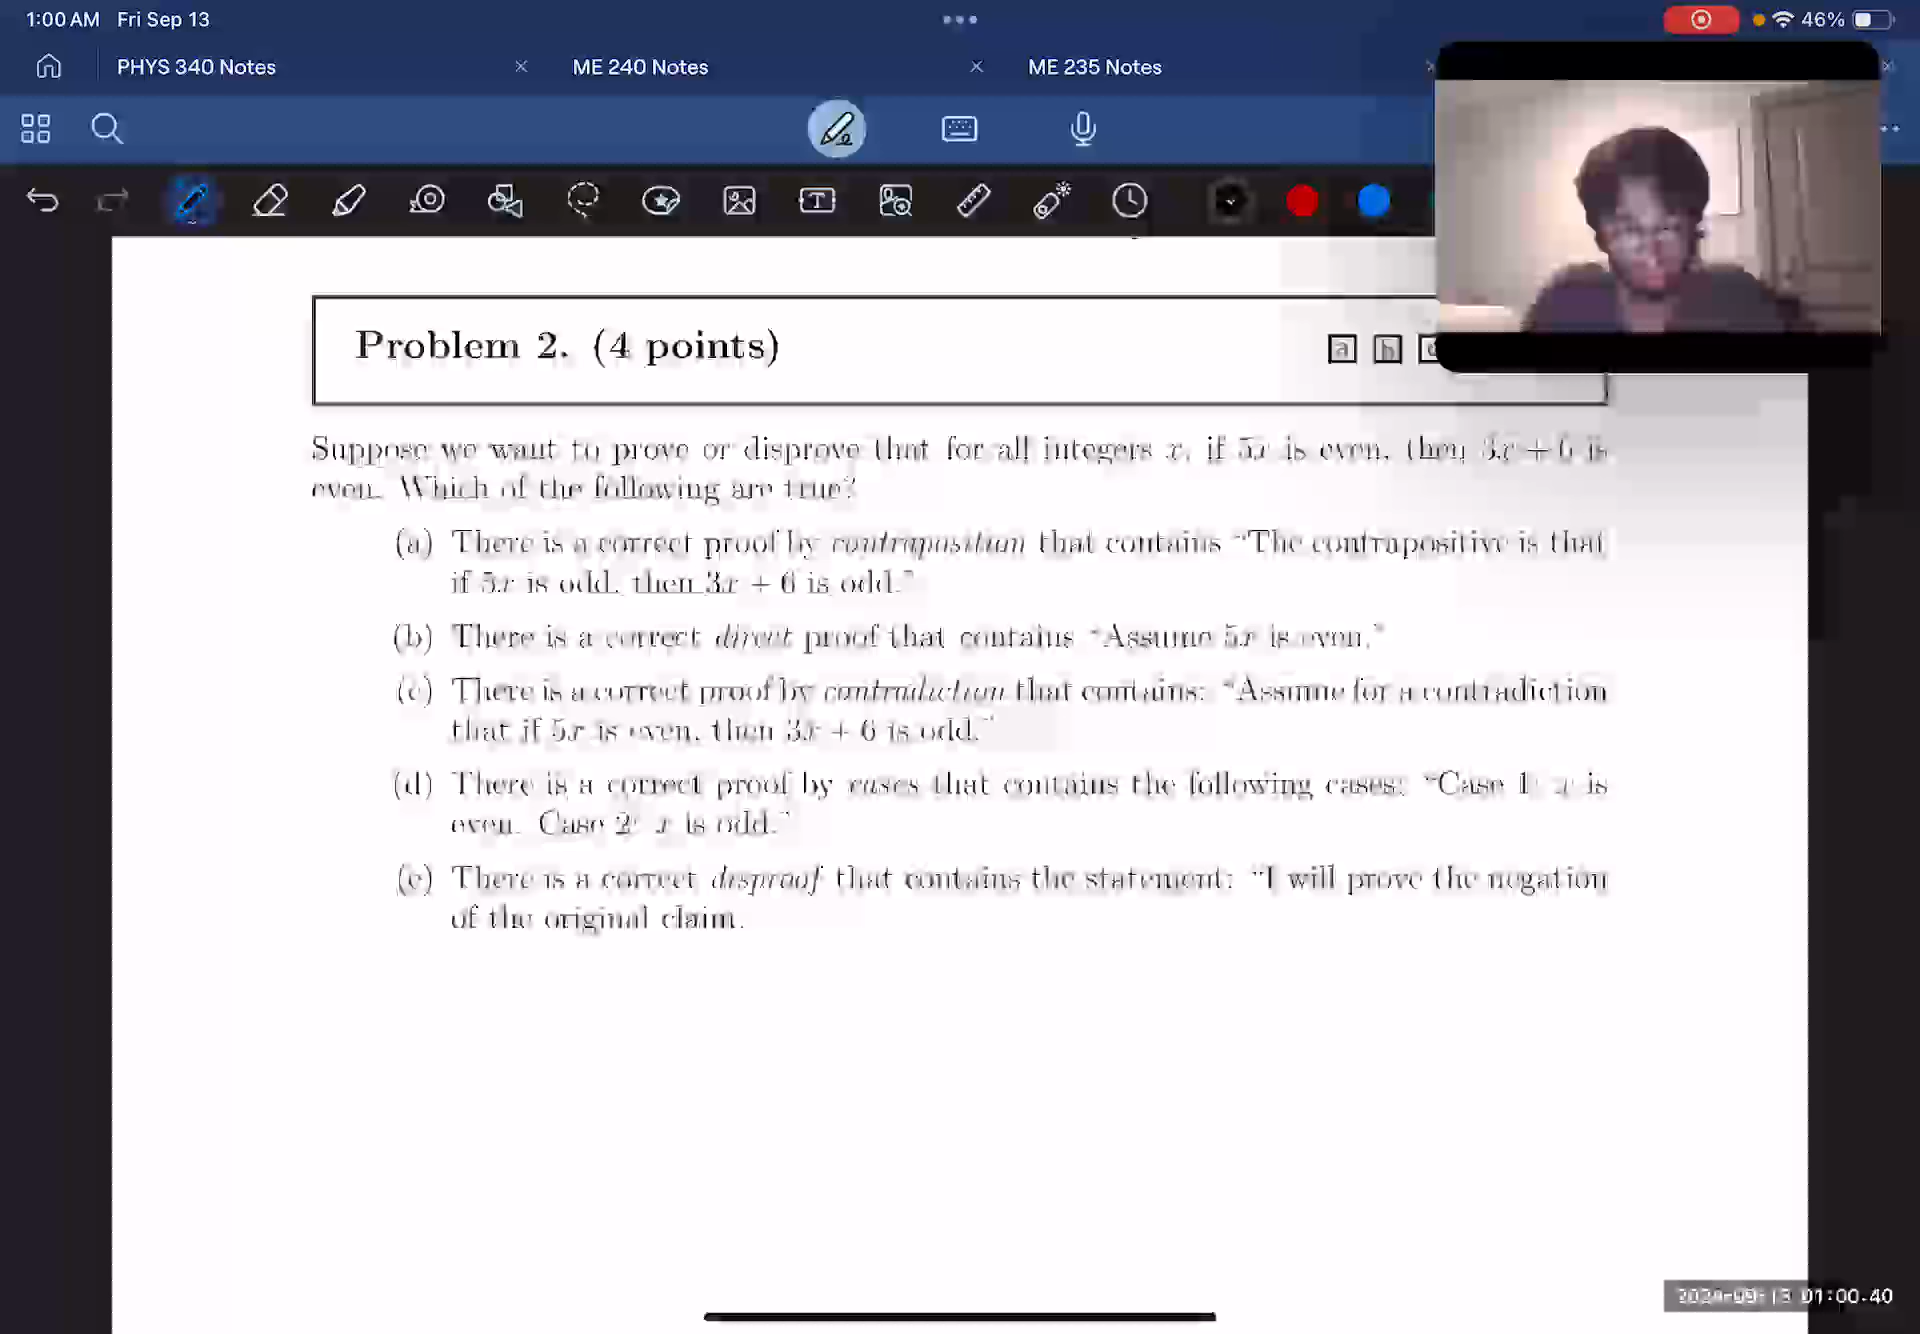 1:00 AM Fri Sep 13
46%
PHYS 340 Notes
ME 240 Notes
ME 235 Notes
Problem 2. (4 points)
a b
Suppose we want to prove or disprove that for all integers x, if 5x is even, then 3x + 6 is
even. Which of the following are true?
(a) There is a correct proof by contraposition that contains "The contrapositive is that
if 5x is odd, then 3x + 6 is odd."
(b) There is a correct direct proof that contains "Assume 5x is even."
(c) There is a correct proof by contradiction that contains: "Assume for a contradiction
that if 5x is even, then 3x + 6 is odd."
(d) There is a correct proof by cases that contains the following cases: "Case 1: x is
even. Case 2: x is odd."
(e) There is a correct disproof that contains the statement: "I will prove the negation
of the original claim.
2024-09-13 01:00:40